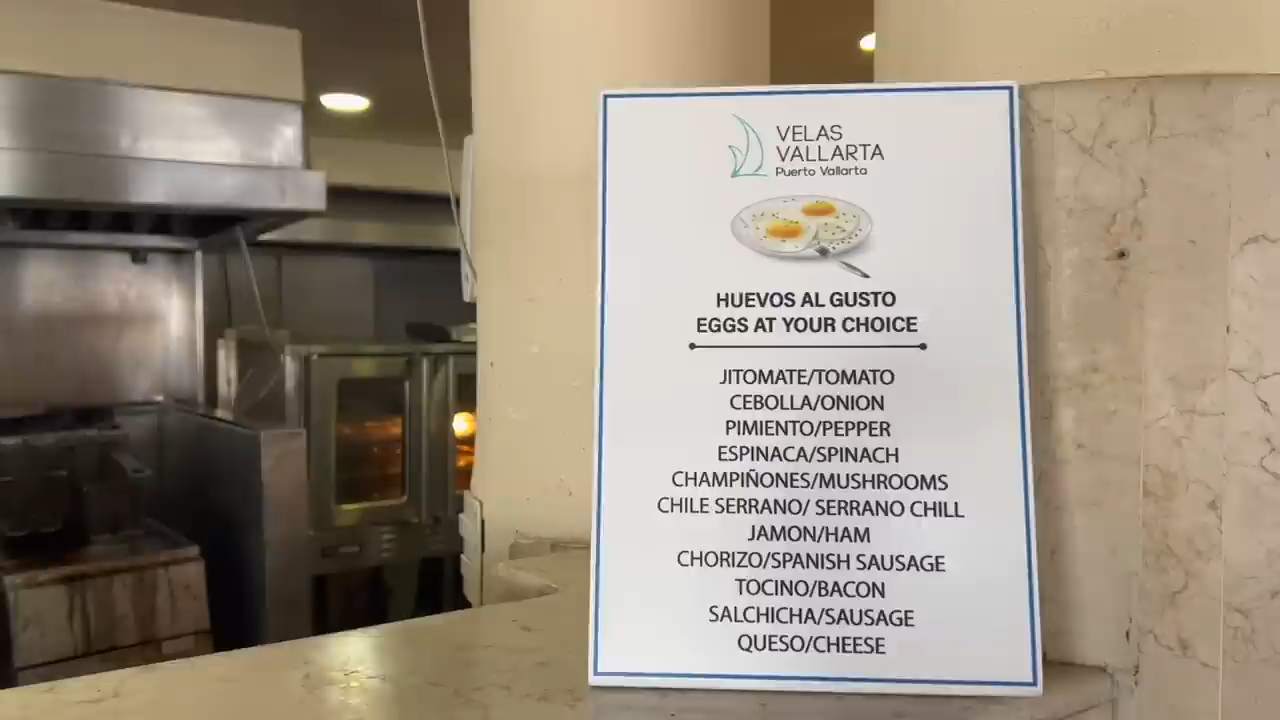 VELAS
VALLARTA
Puerto Vallarta
HUEVOS AL GUSTO
EGGS AT YOUR CHOICE
JITOMATE/TOMATO
CEBOLLA/ONION
PIMIENTO/PEPPER
ESPINACA/SPINACH
CHAMPIÑONES/MUSHROOMS
CHILE SERRANO/ SERRANO CHILL
JAMON/HAM
CHORIZO/SPANISH SAUSAGE
TOCINO/BACON
SALCHICHA/SAUSAGE
QUESO/CHEESE